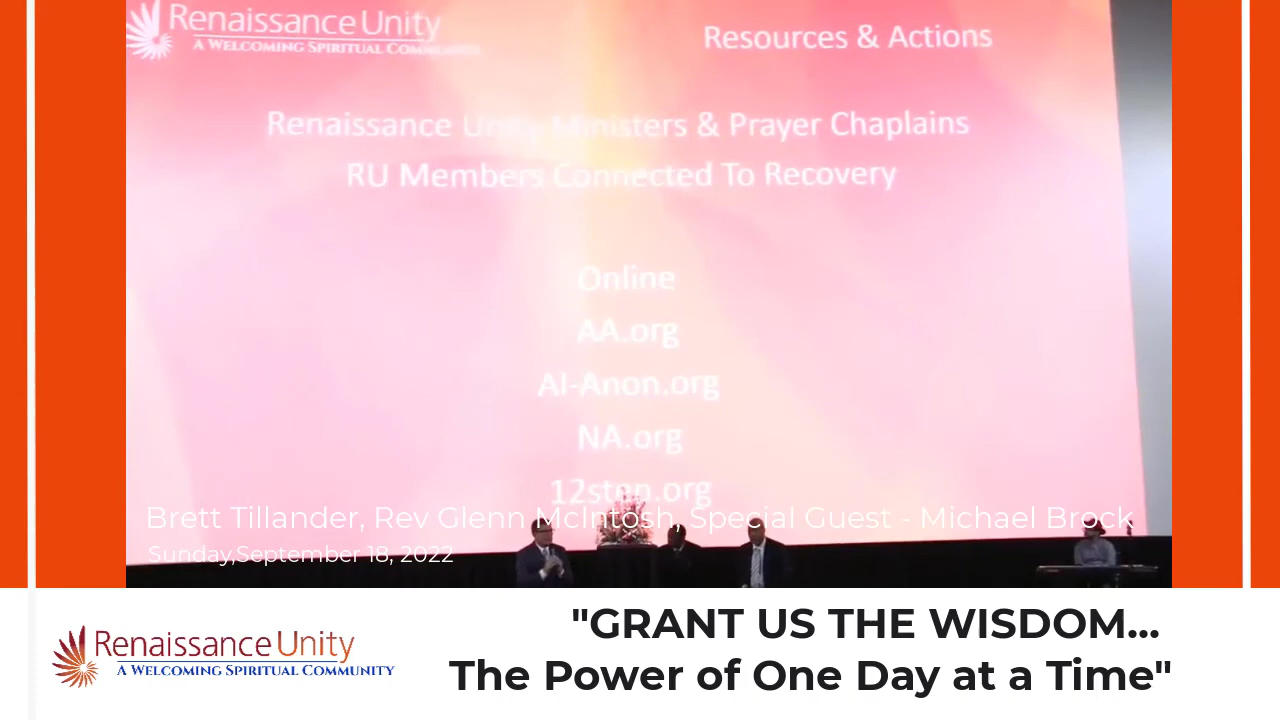 Renaissance Unity
A Welcoming Spiritual Community
Resources & Actions
Renaissance Unity Ministers & Prayer Chaplains
RU Members Connected To Recovery
Online
AA.org
Al-Anon.org
NA.org
12step.org
Brett Tillander, Rev Glenn McIntosh, Special Guest - Michael Brock
Sunday,September 18, 2022
Renaissance Unity
A Welcoming Spiritual Community
"GRANT US THE WISDOM...
The Power of One Day at a Time"